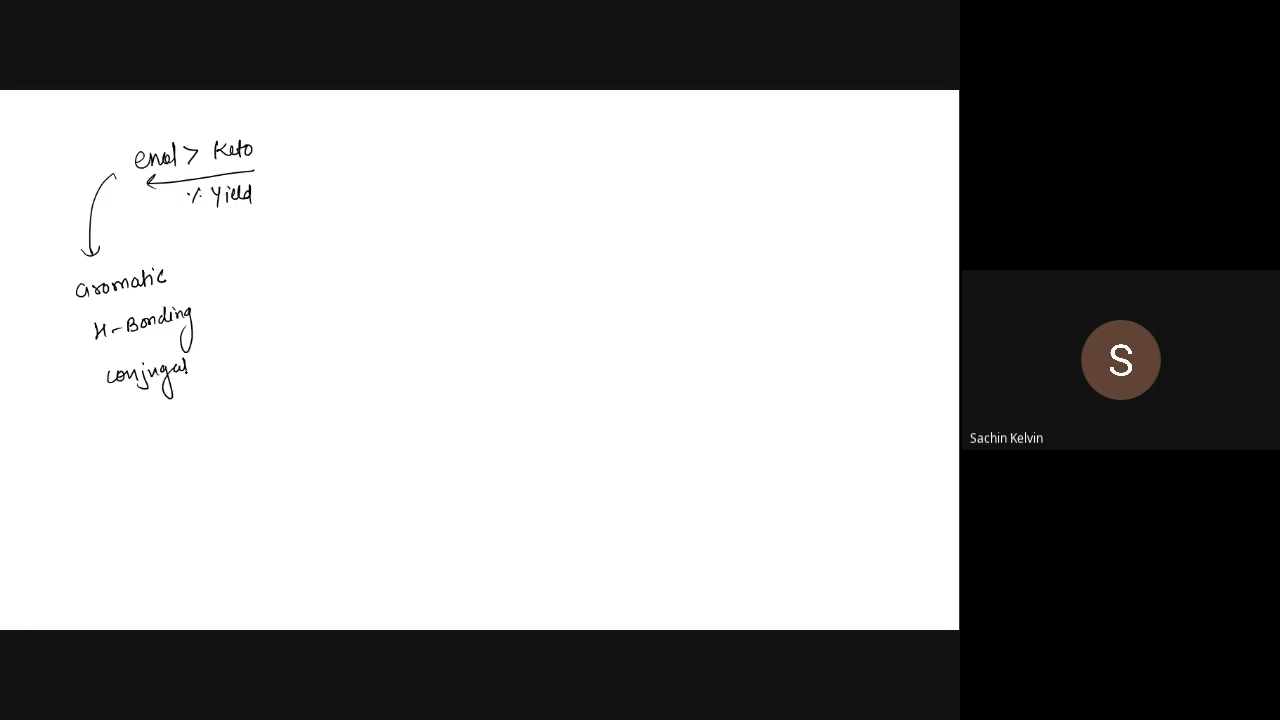 enol > Keto
% Yield
aromatic
H-Bonding
conjugat
Sachin Kelvin
S